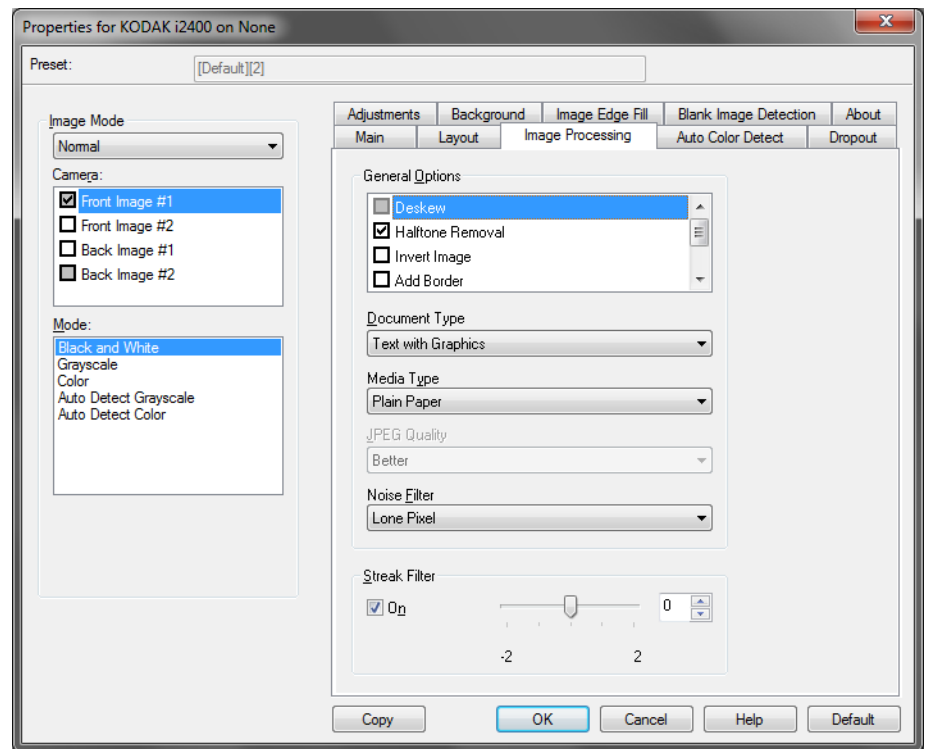 Properties for KODAK i2400 on None
Preset:
[Default][2]
Image Mode
Normal
Camera:
Front Image #1
Front Image #2
Back Image #1
Back Image #2
Mode:
Black and White
Grayscale
Color
Auto Detect Grayscale
Auto Detect Color
Adjustments Background Image Edge Fill Blank Image Detection About
Main Layout Image Processing Auto Color Detect Dropout
General Options
Deskew
Halftone Removal
Invert Image
Add Border
Document Type
Text with Graphics
Media Type
Plain Paper
JPEG Quality
Better
Noise Filter
Lone Pixel
Streak Filter
On 0
-2 2
Copy OK Cancel Help Default